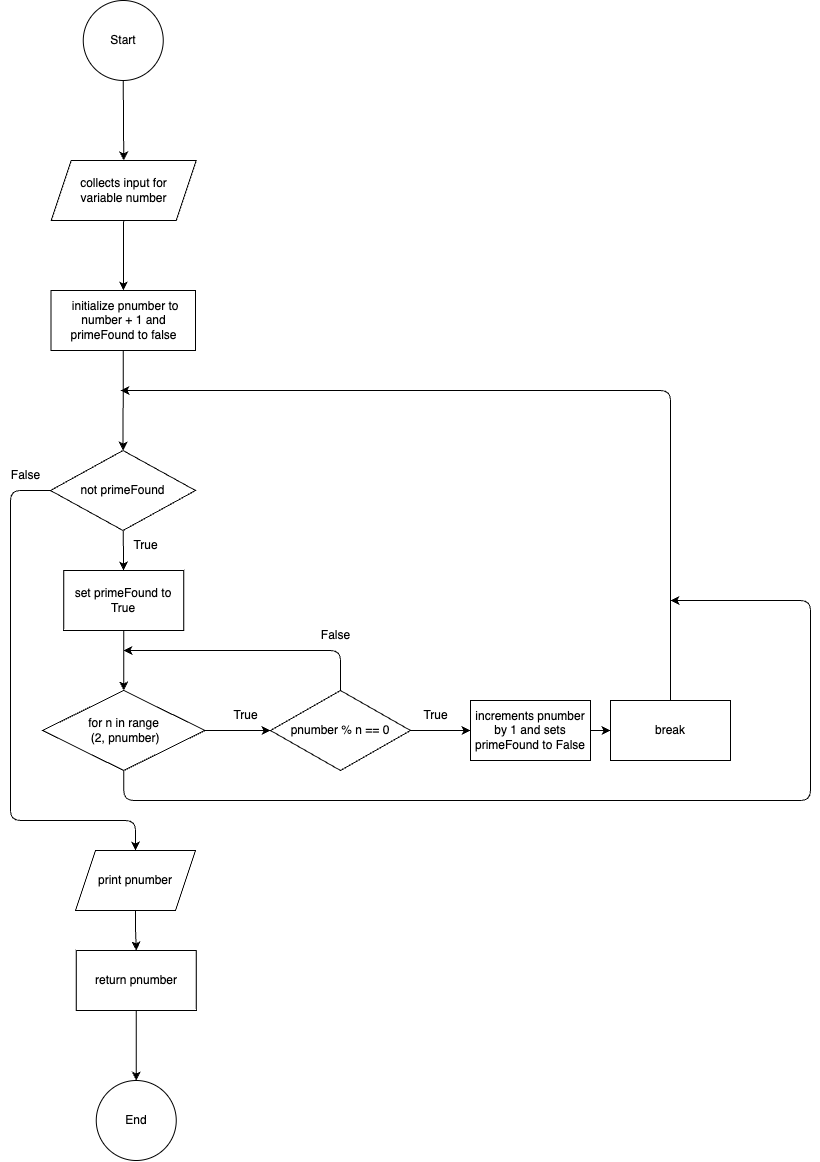 Start
collects input for
variable number
initialize pnumber to
number + 1 and
primeFound to false
False
not primeFound
True
set primeFound to
True
False
for n in range
(2, pnumber)
True
pnumber % n == 0
True
increments pnumber
by 1 and sets
primeFound to False
break
print pnumber
return pnumber
End